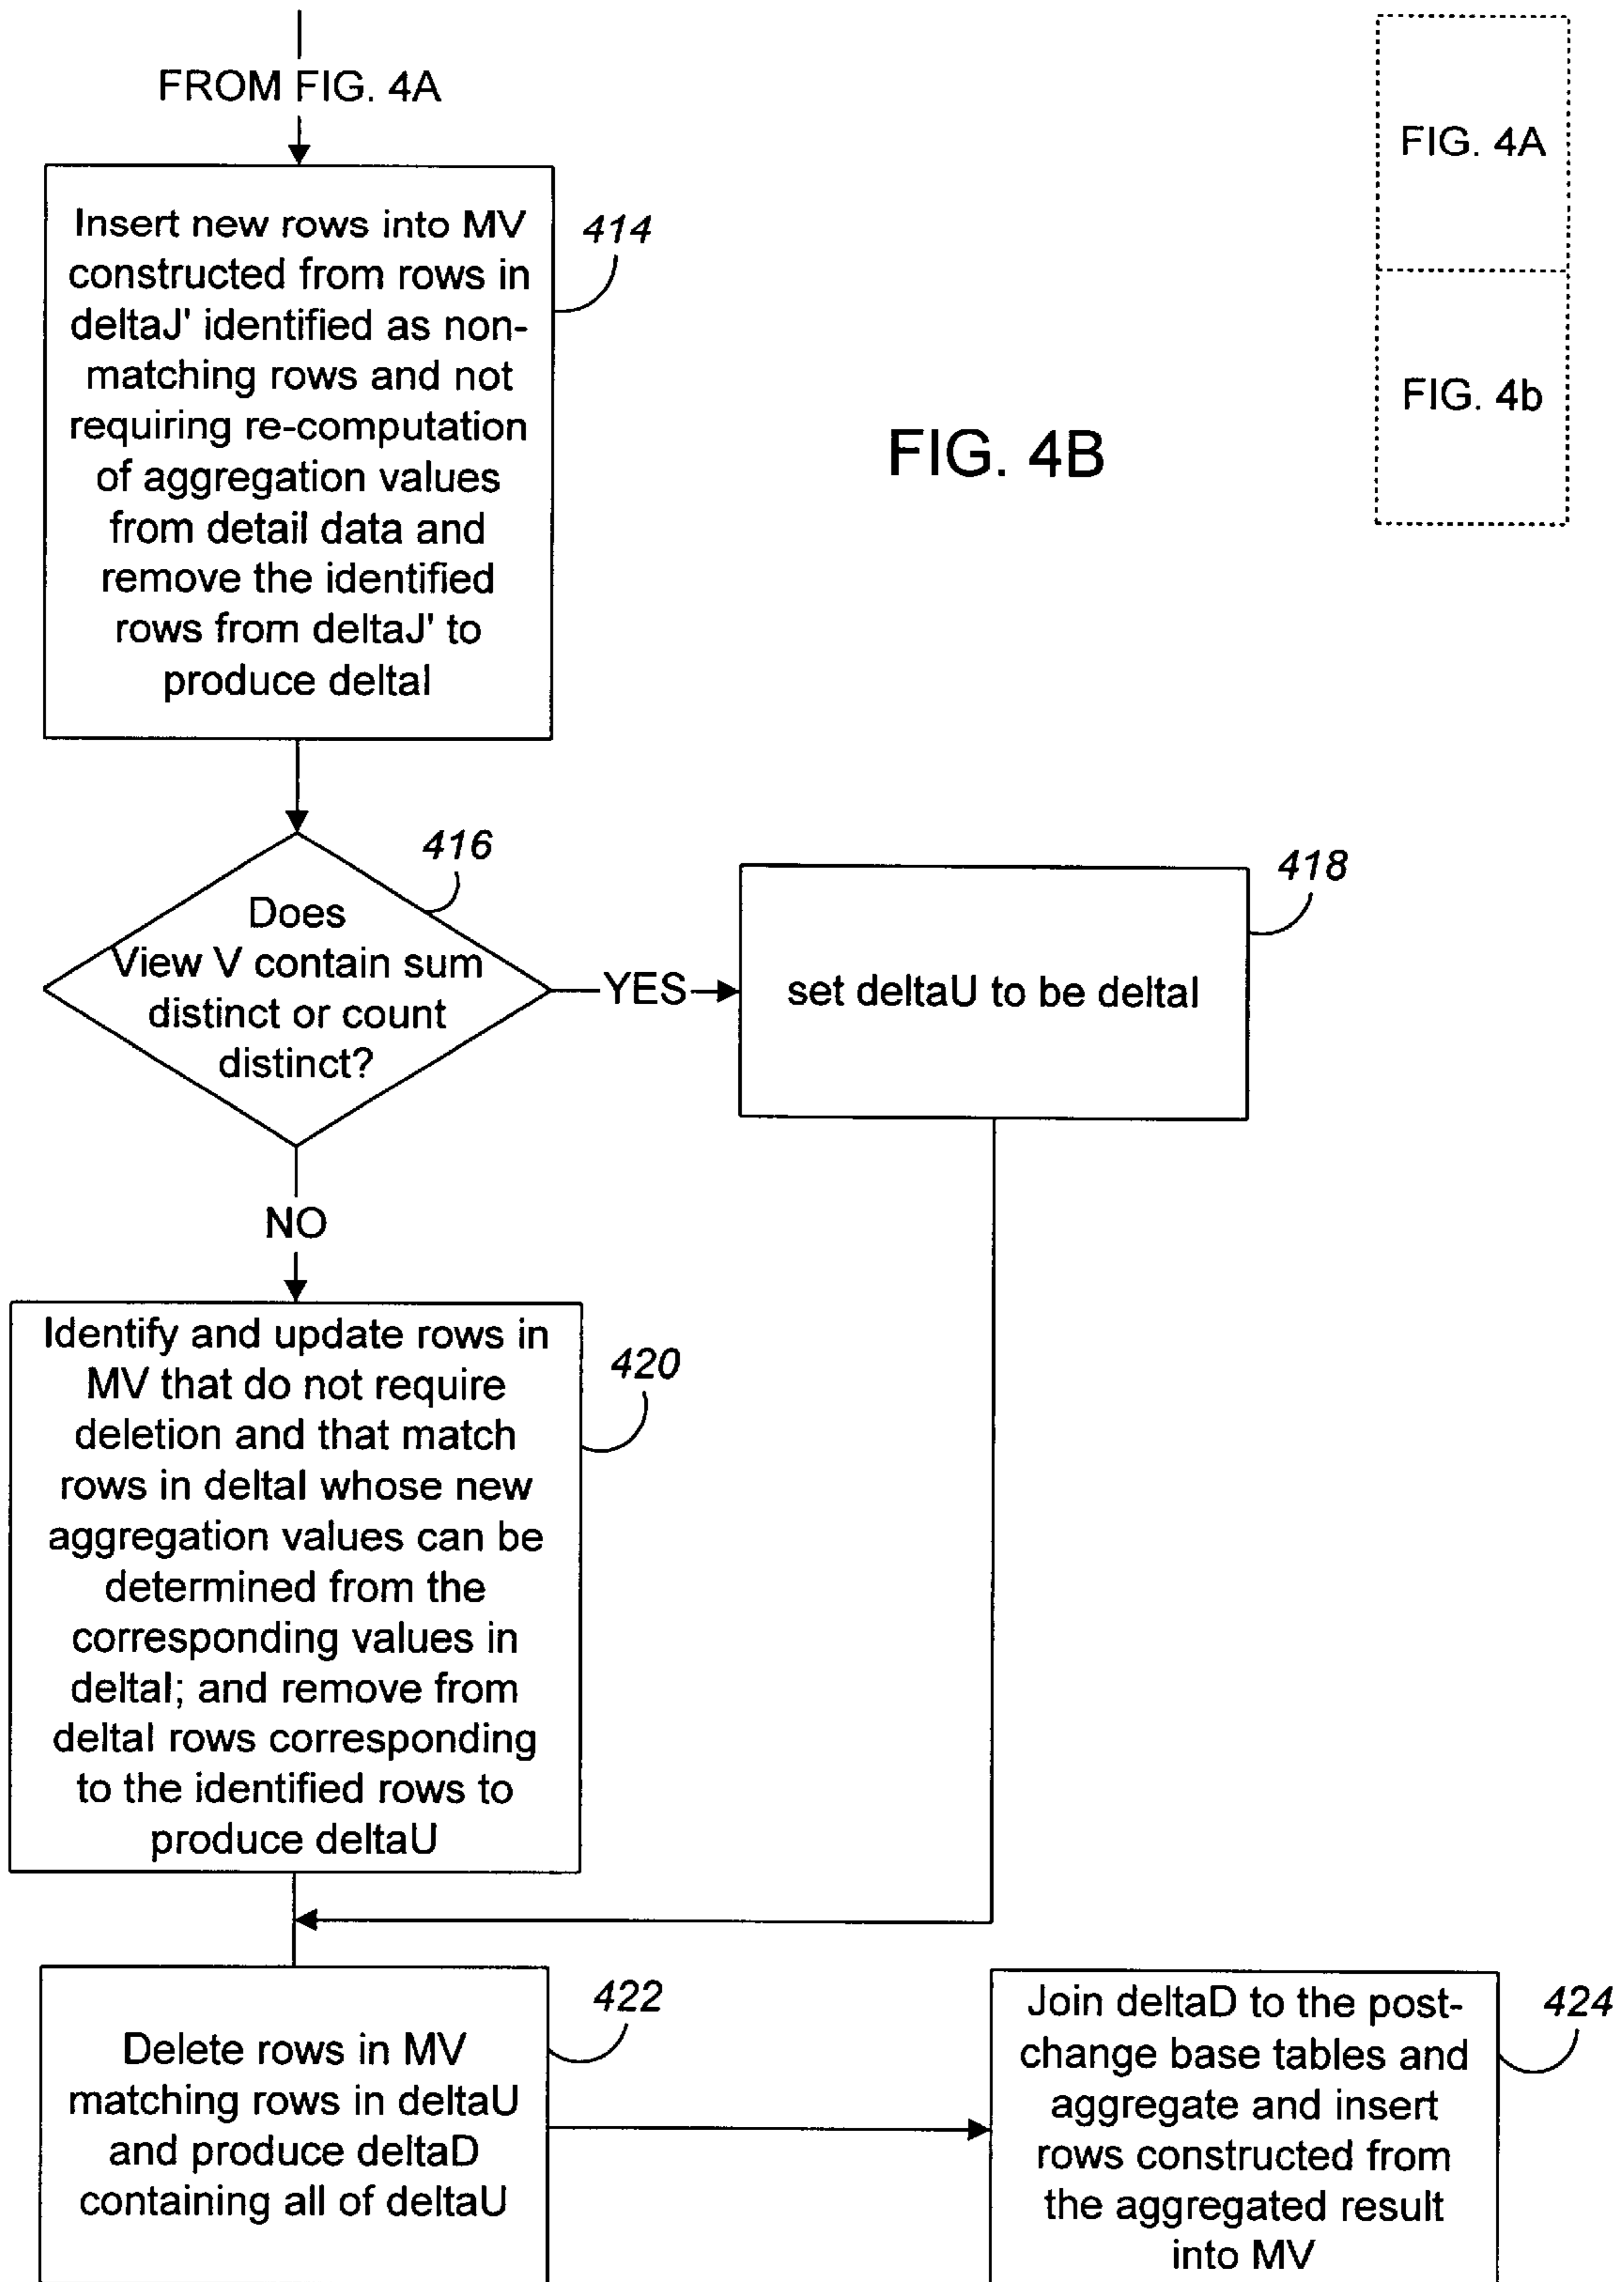 FROM FIG. 4A
Insert new rows into MV
constructed from rows in
deltaJ' identified as non-
matching rows and not
requiring re-computation
of aggregation values
from detail data and
remove the identified
rows from deltaJ' to
produce deltaI
414
FIG. 4A
FIG. 4b
FIG. 4B
416
Does
View V contain sum
distinct or count
distinct?
YES
418
set deltaU to be deltaI
NO
Identify and update rows in
MV that do not require
deletion and that match
rows in deltaI whose new
aggregation values can be
determined from the
corresponding values in
deltaI; and remove from
deltaI rows corresponding
to the identified rows to
produce deltaU
420
Delete rows in MV
matching rows in deltaU
and produce deltaD
containing all of deltaU
422
Join deltaD to the post-
change base tables and
aggregate and insert
rows constructed from
the aggregated result
into MV
424